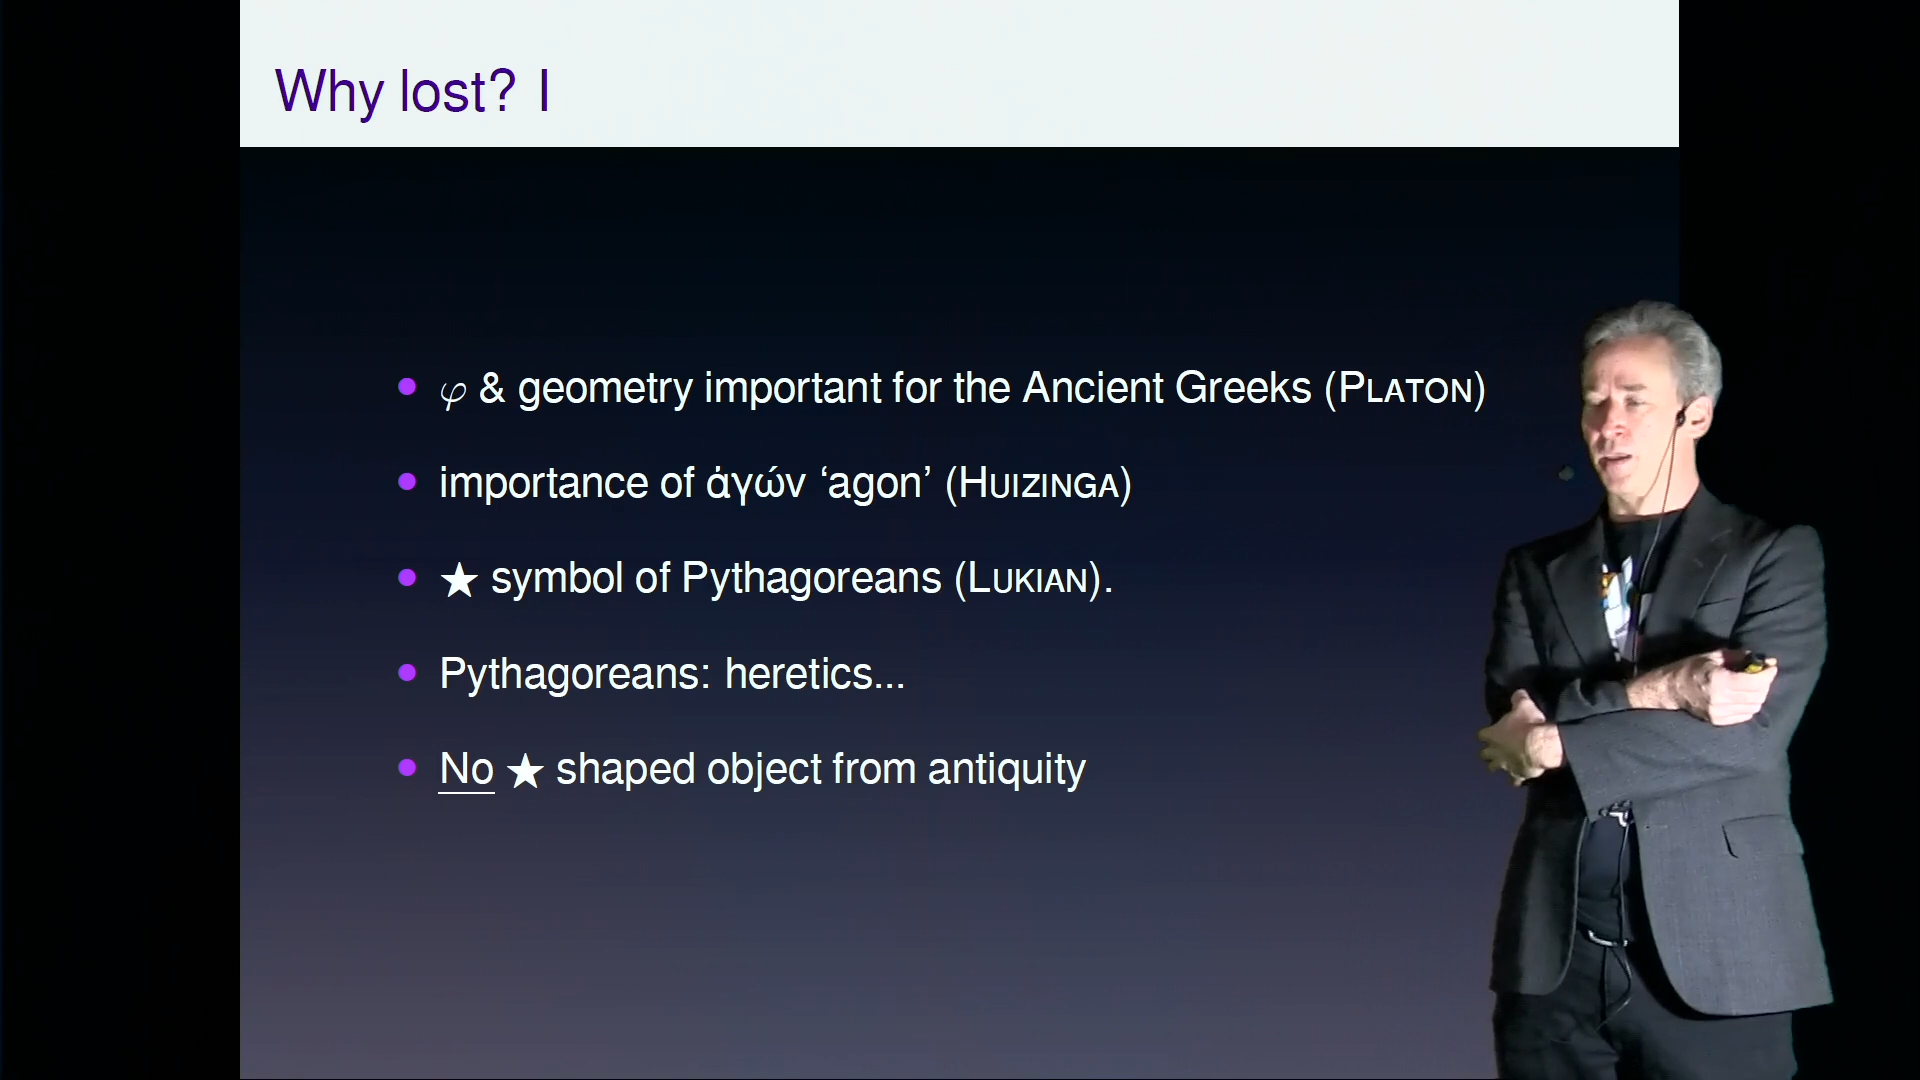 Why lost? I
φ & geometry important for the Ancient Greeks (PLATON)
importance of ἀγών ‘agon’ (HUIZINGA)
★ symbol of Pythagoreans (LUKIAN).
Pythagoreans: heretics...
No ★ shaped object from antiquity